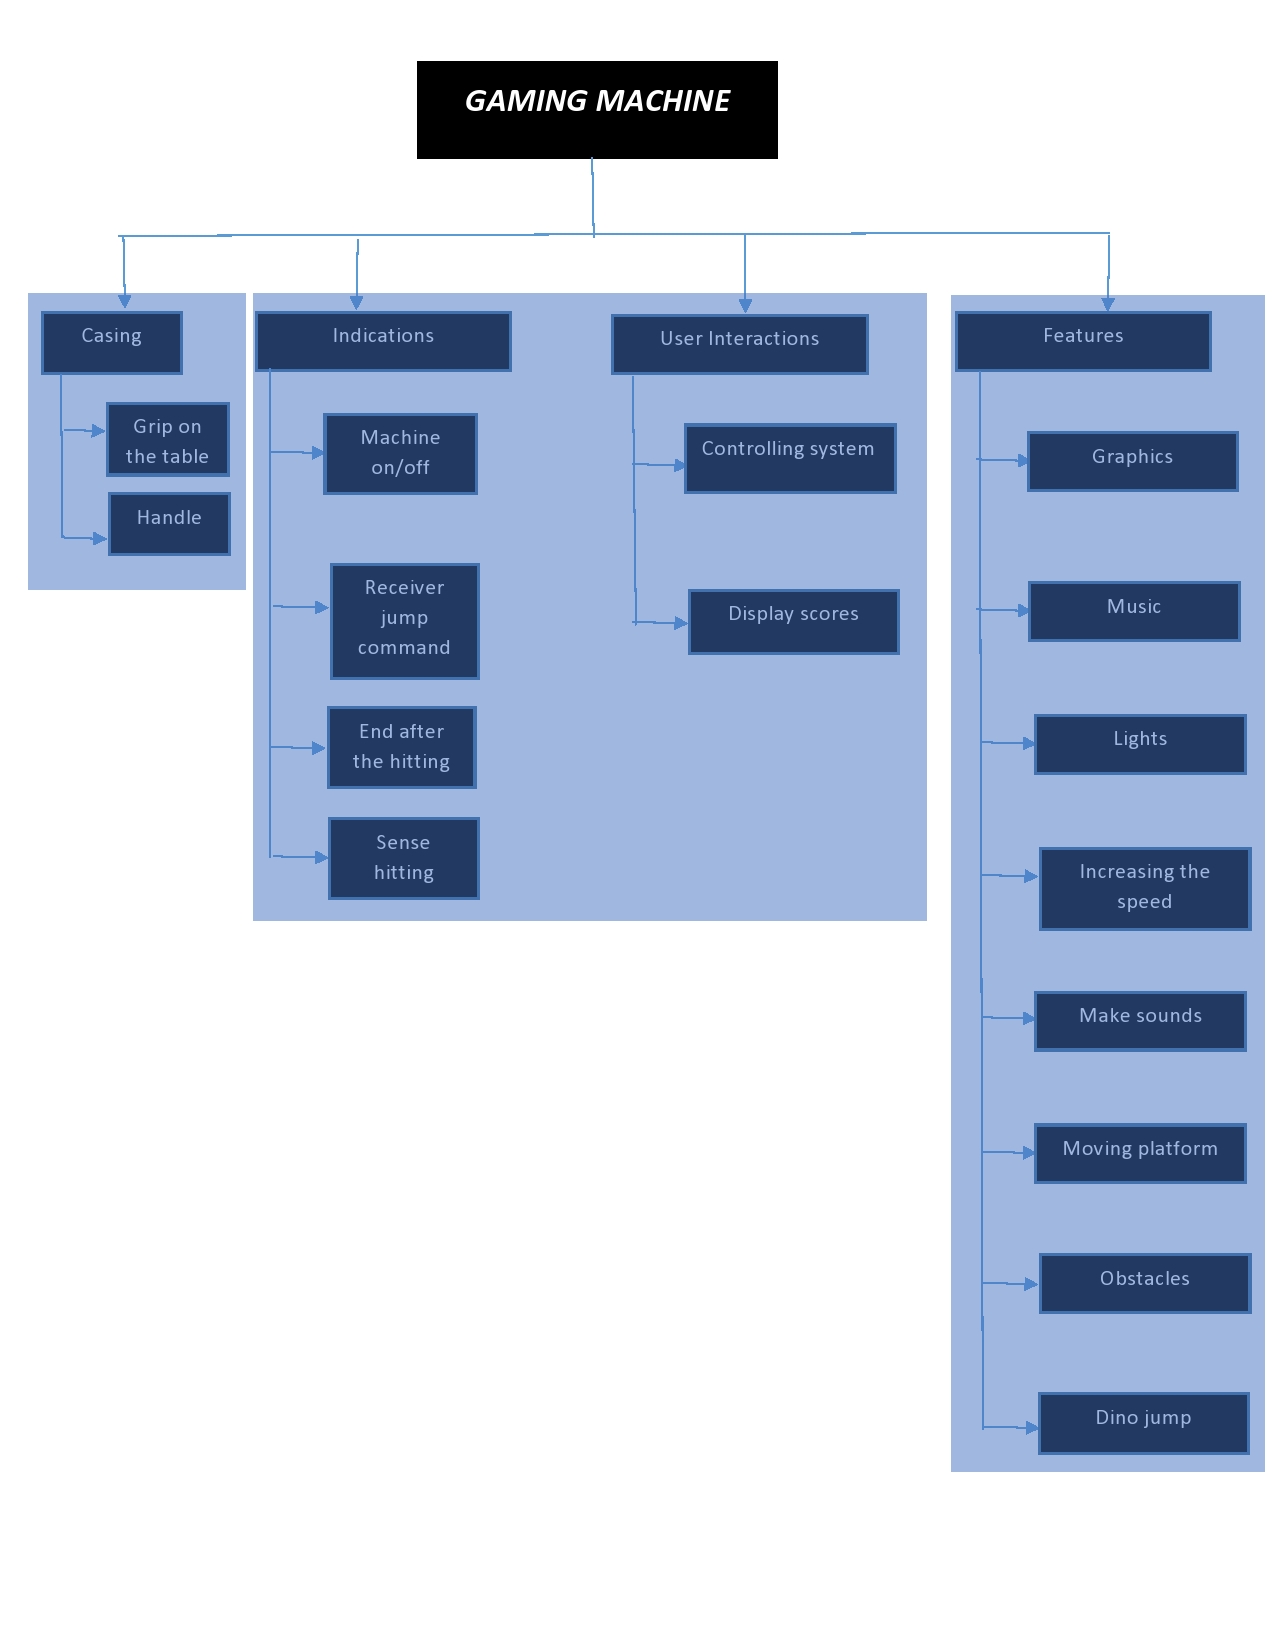 GAMING MACHINE
Casing
Grip on
the table
Handle
Indications
Machine
on/off
Receiver
jump
command
End after
the hitting
Sense
hitting
User Interactions
Controlling system
Display scores
Features
Graphics
Music
Lights
Increasing the
speed
Make sounds
Moving platform
Obstacles
Dino jump